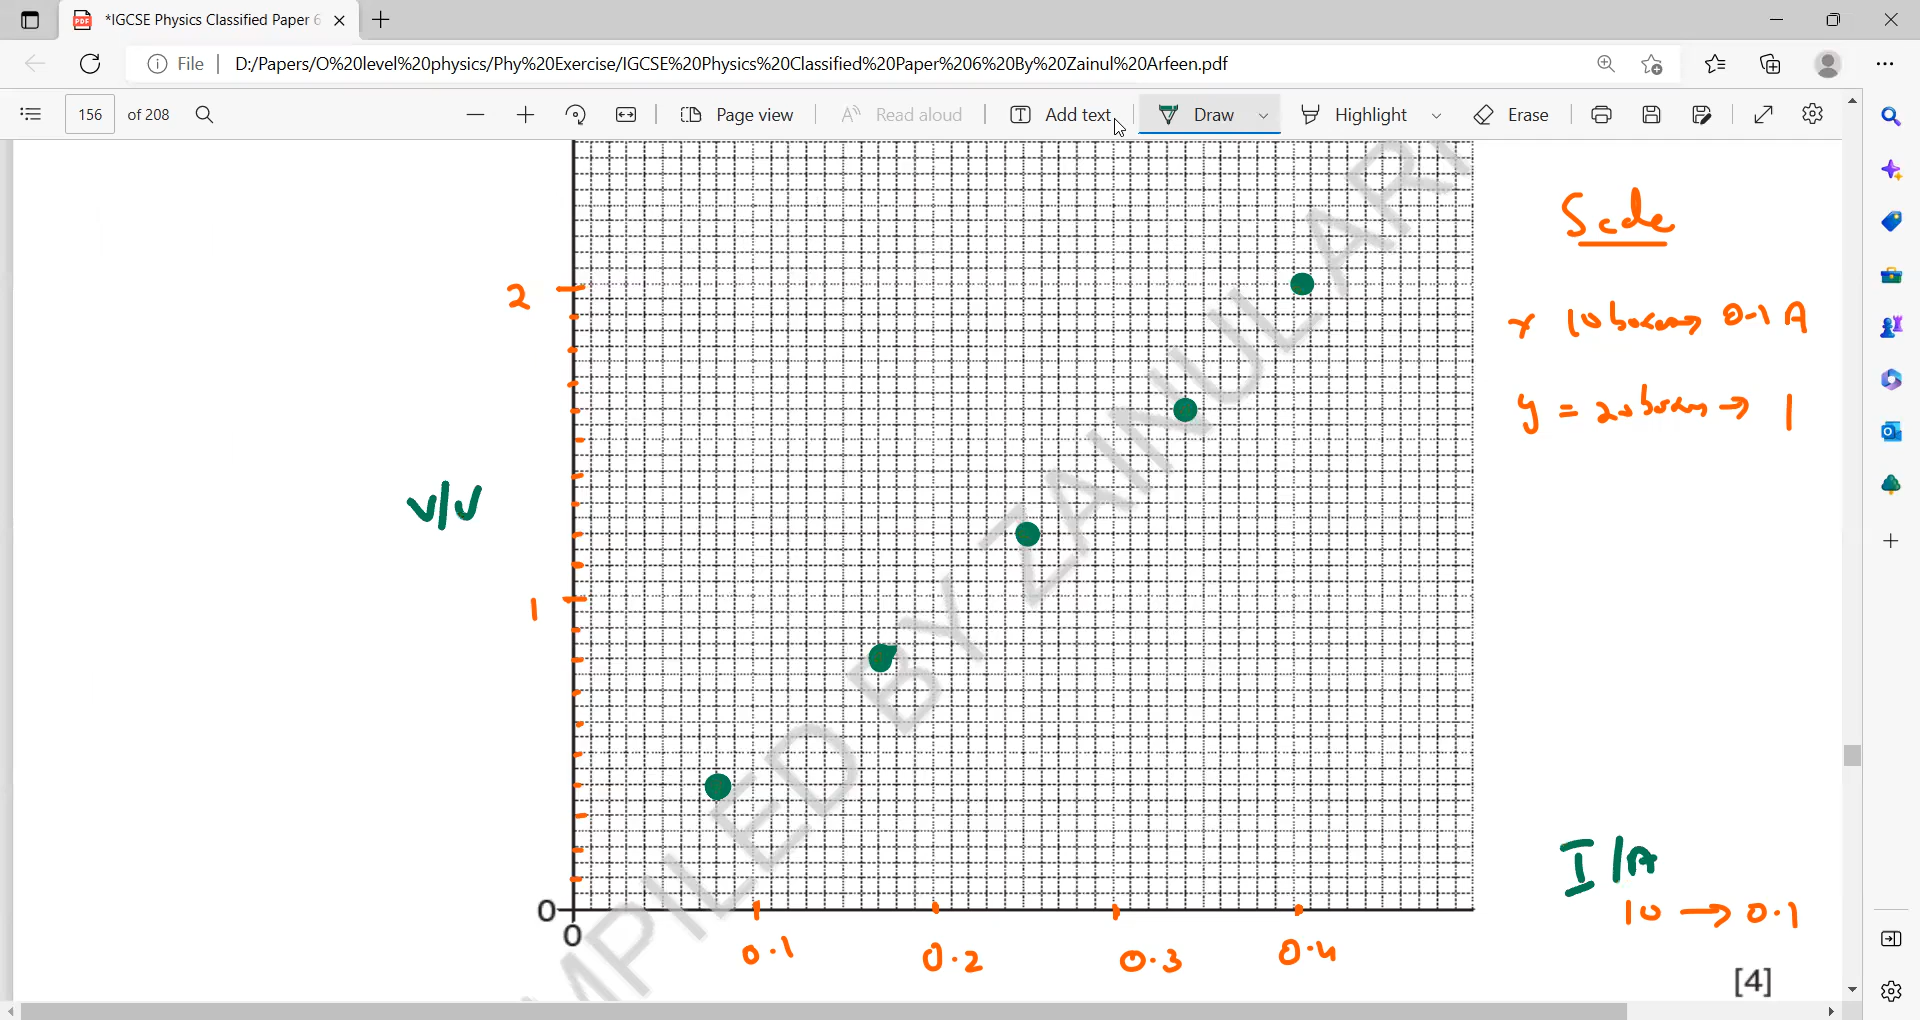 *IGCSE Physics Classified Paper 6
File
D:/Papers/O%20level%20physics/Phy%20Exercise/IGCSE%20Physics%20Classified%20Paper%206%20By%20Zainul%20Arfeen.pdf
156 of 208
Page view
Read aloud
Add text
Draw
Highlight
Erase
Scale
x 10 boxes → 0.1 A
2
y = 20 boxes → 1
V/V
1
MPILED BY ZAINUL ARF
I/A
0
10 → 0.1
0
0.1 0.2 0.3 0.4
[4]